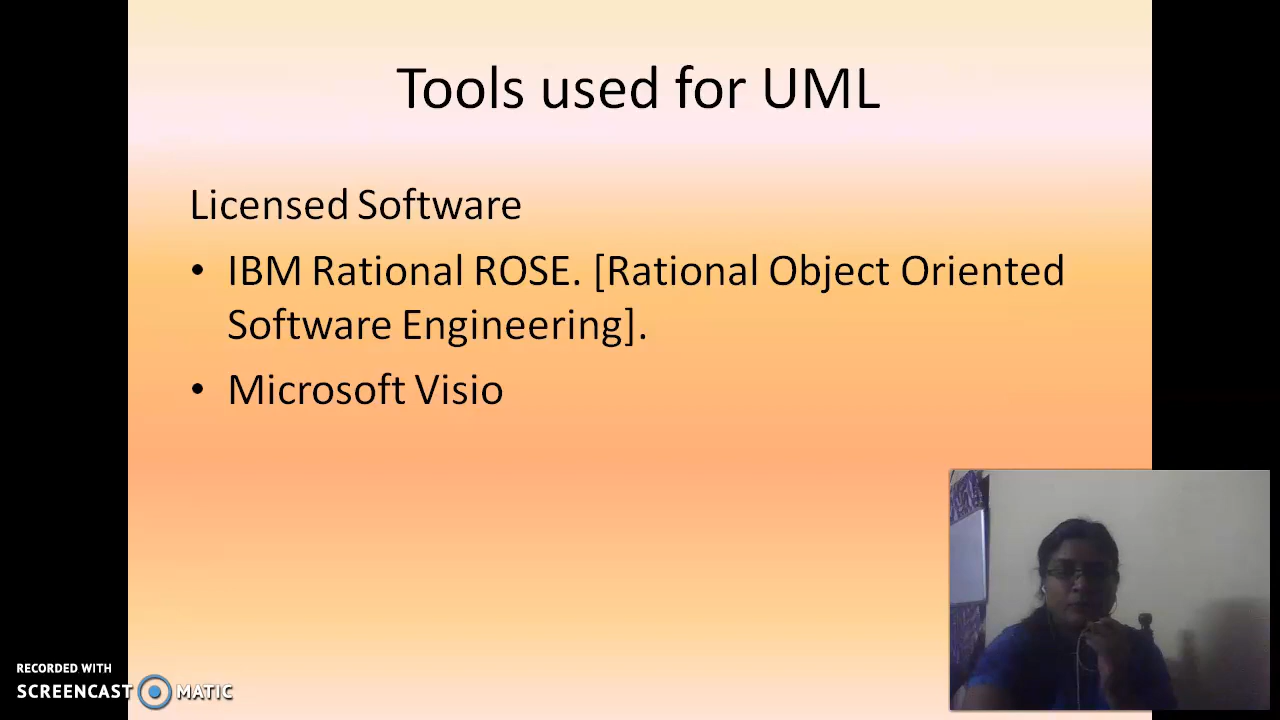 Tools used for UML
Licensed Software
• IBM Rational ROSE. [Rational Object Oriented
Software Engineering].
• Microsoft Visio
RECORDED WITH
SCREENCAST MATIC